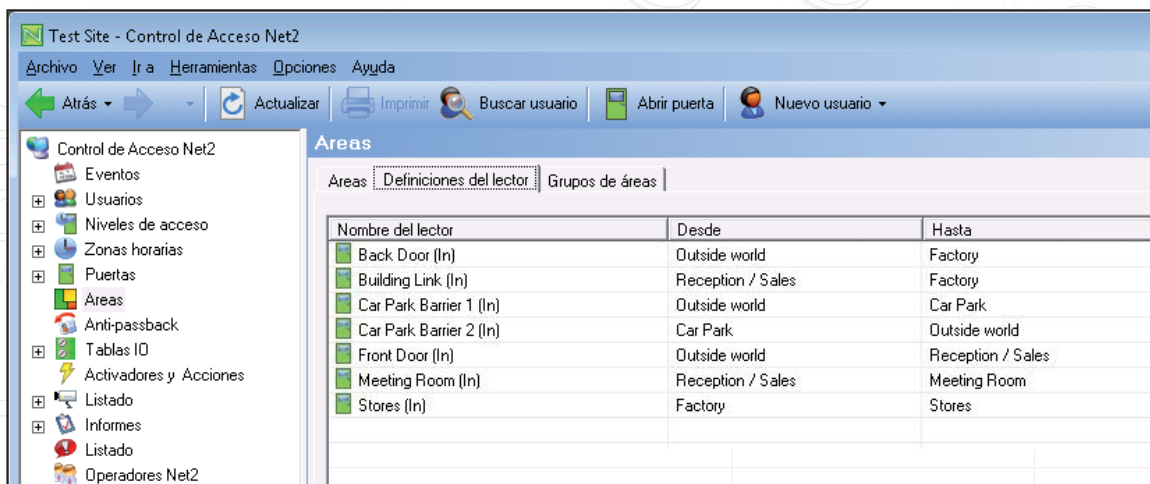 Test Site - Control de Acceso Net2
Archivo Ver Ir a Herramientas Opciones Ayuda
Atrás Actualizar Imprimir Buscar usuario Abrir puerta Nuevo usuario
Control de Acceso Net2
Eventos
Usuarios
Niveles de acceso
Zonas horarias
Puertas
Areas
Anti-passback
Tablas IO
Activadores y Acciones
Listado
Informes
Listado
Operadores Net2
Areas
Areas Definiciones del lector Grupos de áreas
Nombre del lector Desde Hasta
Back Door (In) Outside world Factory
Building Link (In) Reception / Sales Factory
Car Park Barrier 1 (In) Outside world Car Park
Car Park Barrier 2 (In) Car Park Outside world
Front Door (In) Outside world Reception / Sales
Meeting Room (In) Reception / Sales Meeting Room
Stores (In) Factory Stores